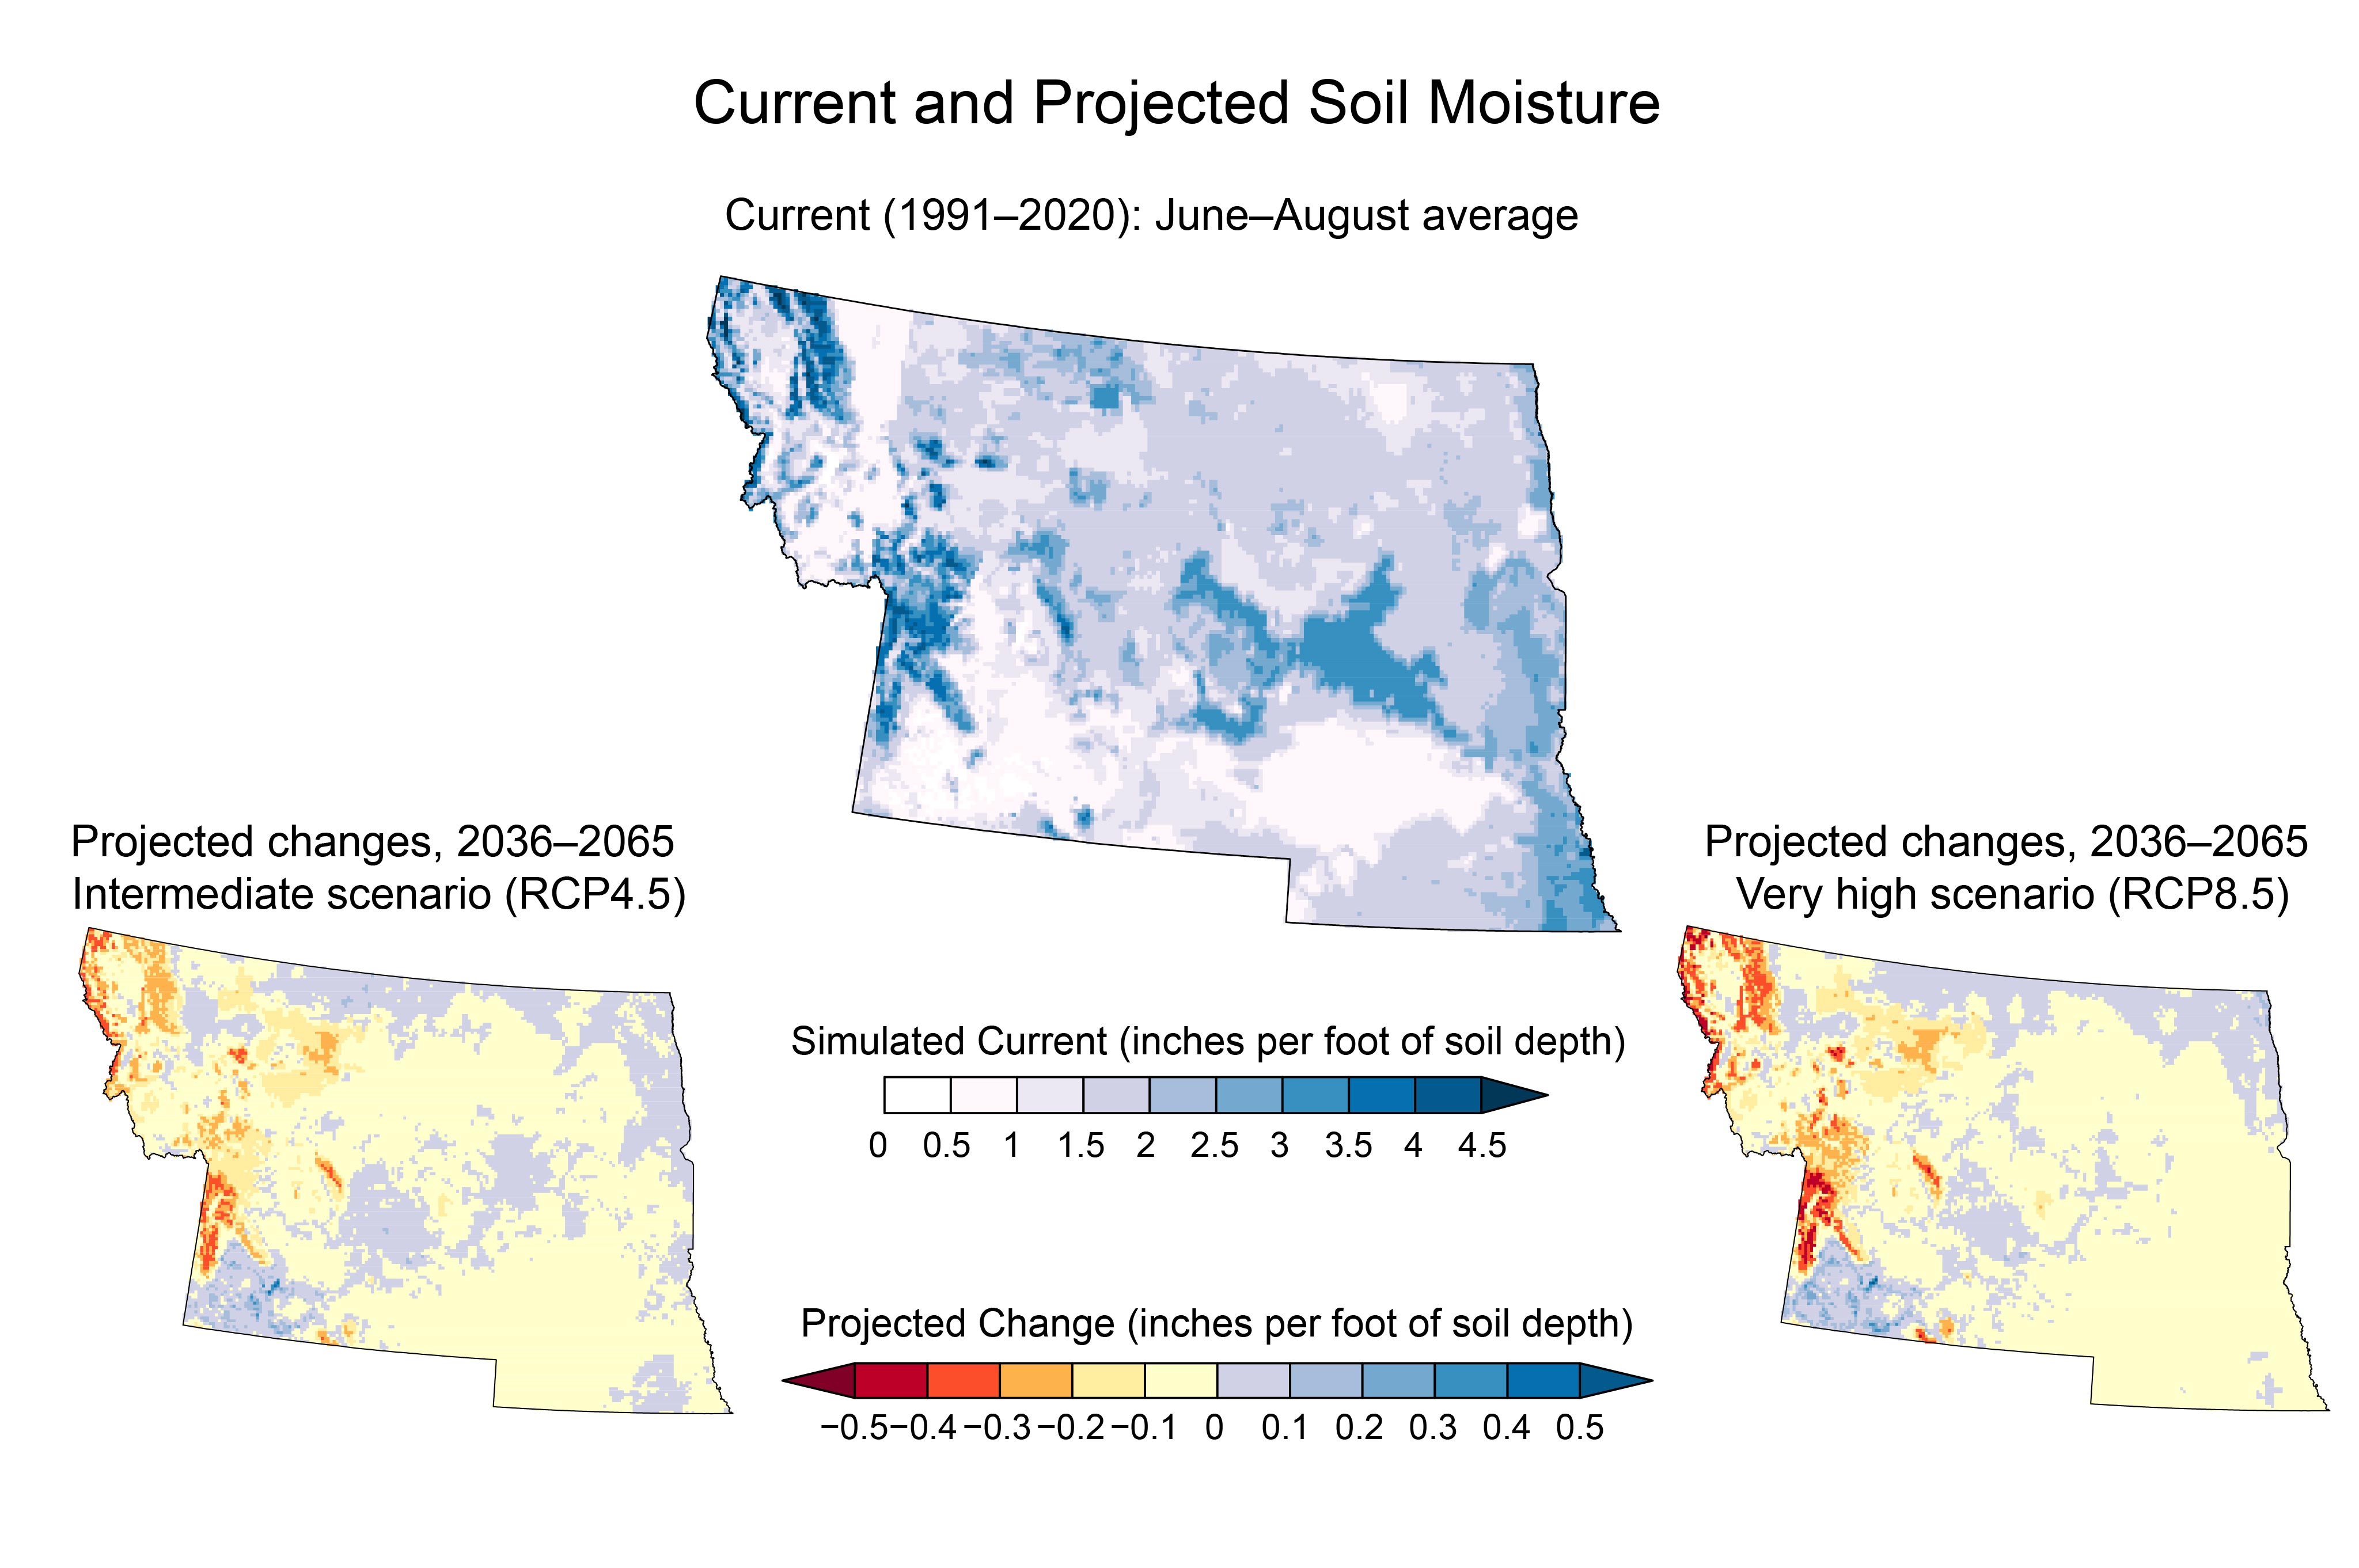 Current and Projected Soil Moisture
Current (1991–2020): June–August average
Projected changes, 2036–2065
Intermediate scenario (RCP4.5)
Projected changes, 2036–2065
Very high scenario (RCP8.5)
Simulated Current (inches per foot of soil depth)
0 0.5 1 1.5 2 2.5 3 3.5 4 4.5
Projected Change (inches per foot of soil depth)
−0.5 −0.4 −0.3 −0.2 −0.1 0 0.1 0.2 0.3 0.4 0.5